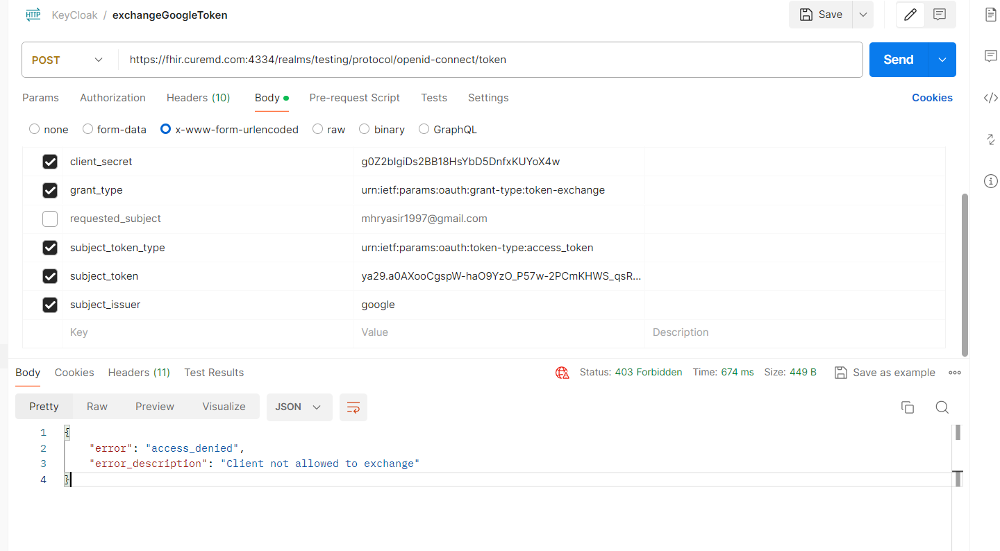 HTTP KeyCloak / exchangeGoogleToken Save
POST https://fhir.curemd.com:4334/realms/testing/protocol/openid-connect/token Send
Params Authorization Headers (10) Body Pre-request Script Tests Settings Cookies
none form-data x-www-form-urlencoded raw binary GraphQL
client_secret g0Z2blgiDs2BB18HsYbD5DnfxKUYoX4w
grant_type urn:ietf:params:oauth:grant-type:token-exchange
requested_subject mhryasir1997@gmail.com
subject_token_type urn:ietf:params:oauth:token-type:access_token
subject_token ya29.a0AXooCgspW-haO9YzO_P57w-2PCmKHWS_qsR...
subject_issuer google
Key Value Description
Body Cookies Headers (11) Test Results Status: 403 Forbidden Time: 674 ms Size: 449 B Save as example
Pretty Raw Preview Visualize JSON
1 {
2 "error": "access_denied",
3 "error_description": "Client not allowed to exchange"
4 }